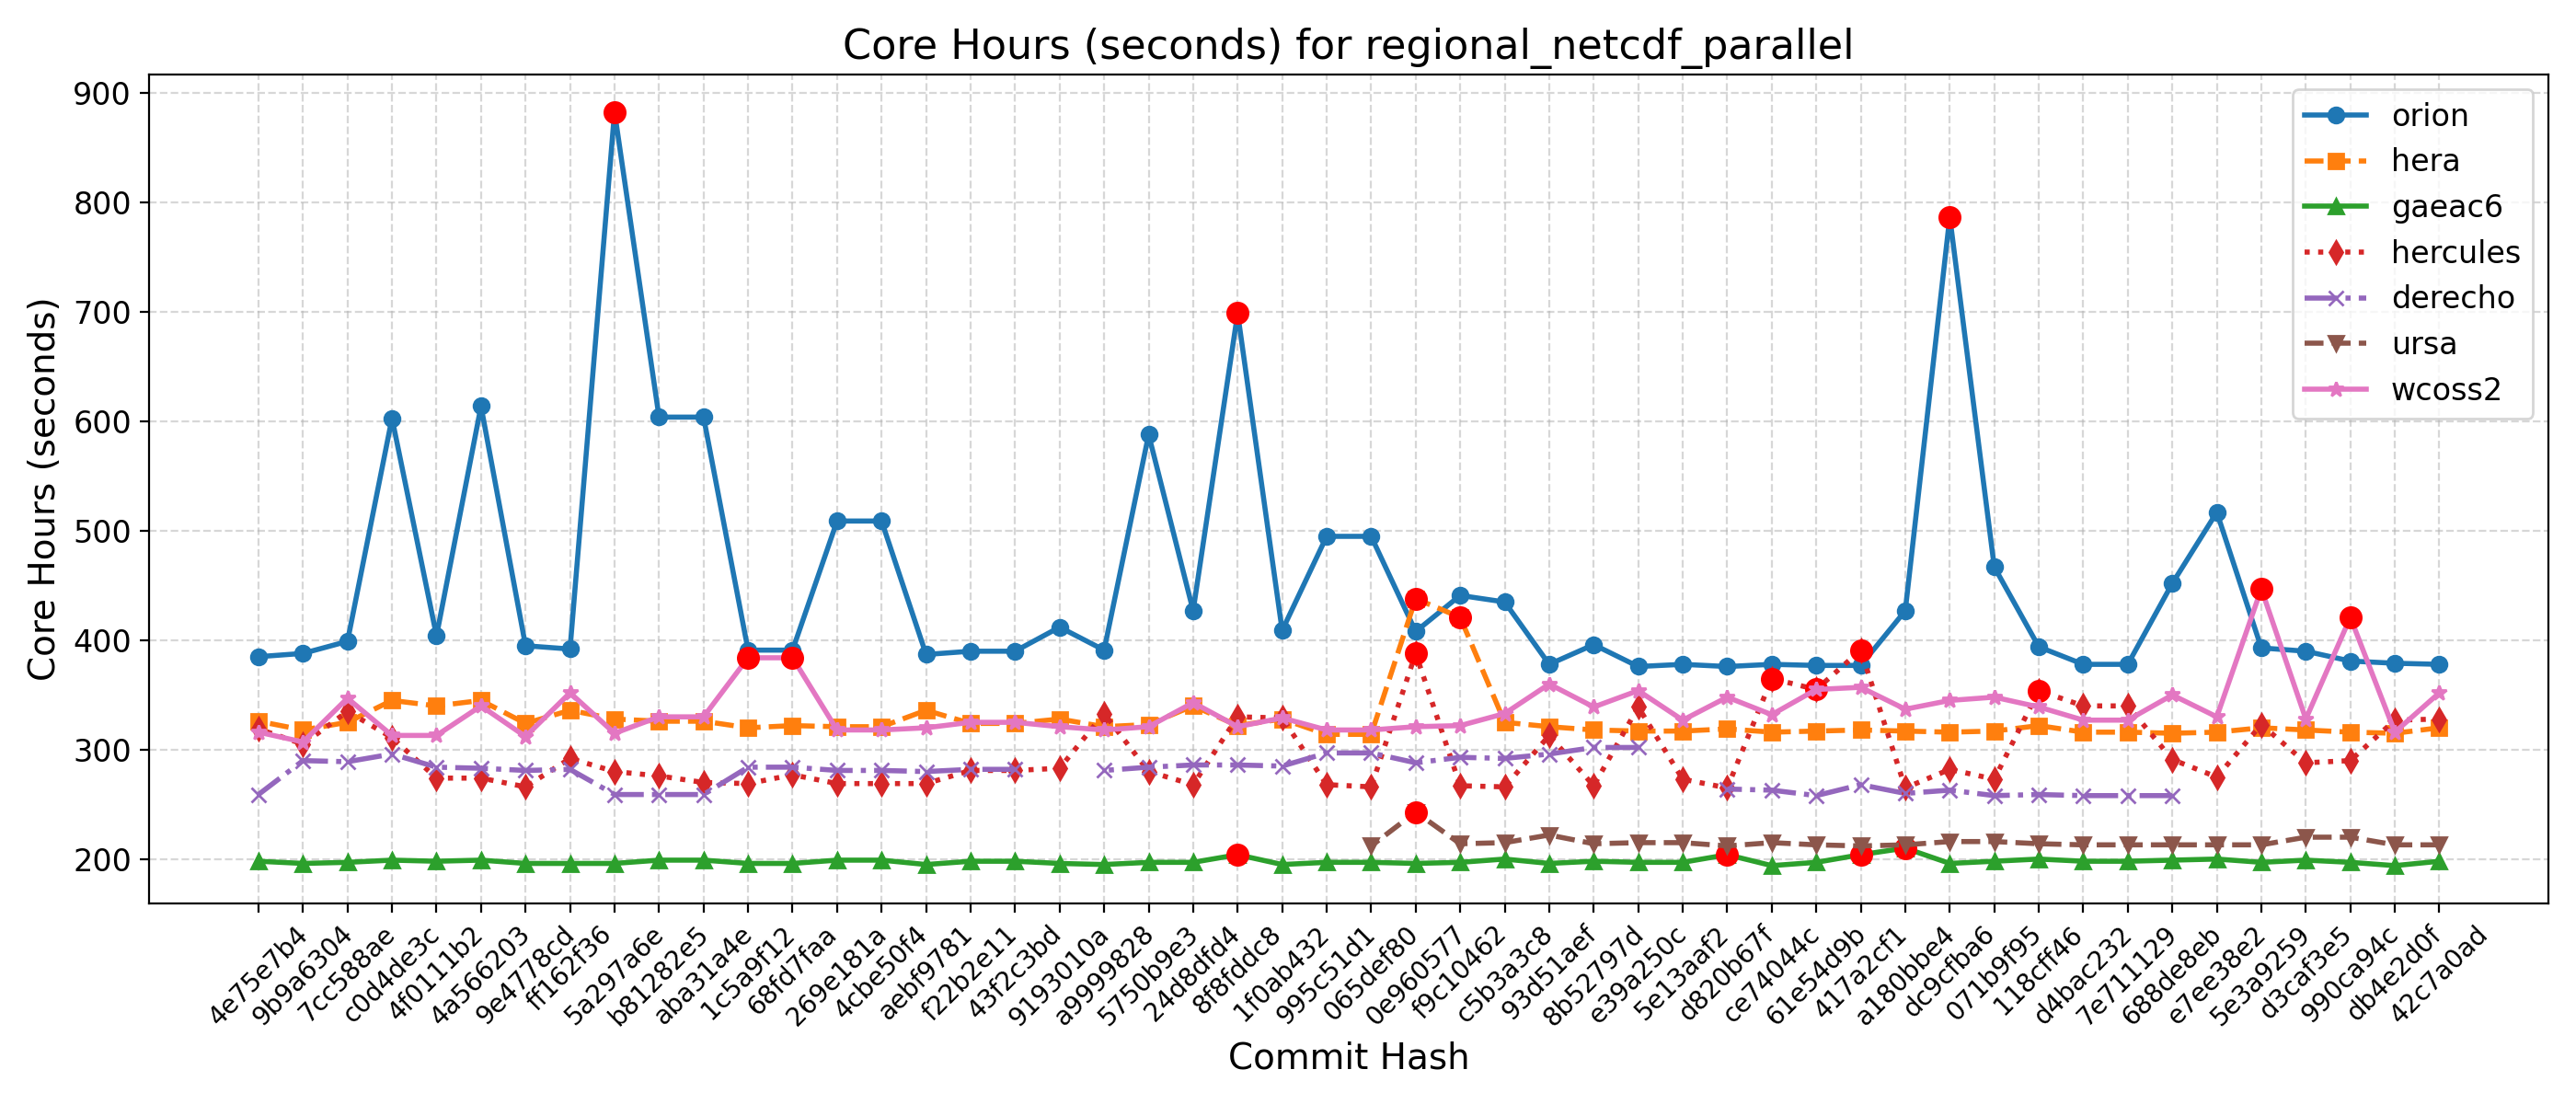 Core Hours (seconds) for regional_netcdf_parallel
Core Hours (seconds)
900
800
700
600
500
400
300
200
orion
hera
gaeac6
hercules
derecho
ursa
wcoss2
4e75e7b4
9b9a6304
7cc588ae
c0d4de3c
4f0111b2
4a566203
9e4778cd
ff162f36
5a297a6e
b81282e5
aba31a4e
1c5a9f12
68fd7faa
269e181a
4cbe50f4
aebf9781
f22b2e11
43f2c3bd
9193010a
a9999828
5750b9e3
24d8dfd4
8f8fddc8
1f0ab432
995c51d1
065def80
0e960577
f9c10462
c5b3a3c8
93d51aef
8b52797d
e39a250c
5e13aaf2
d820b67f
ce74044c
61e54d9b
417a2cf1
a180bbe4
dc9cfba6
071b9f95
118cff46
d4bac232
7e711129
688de8eb
e7ee38e2
5e3a9259
d3caf3e5
990ca94c
db4e2d0f
42c7a0ad
Commit Hash